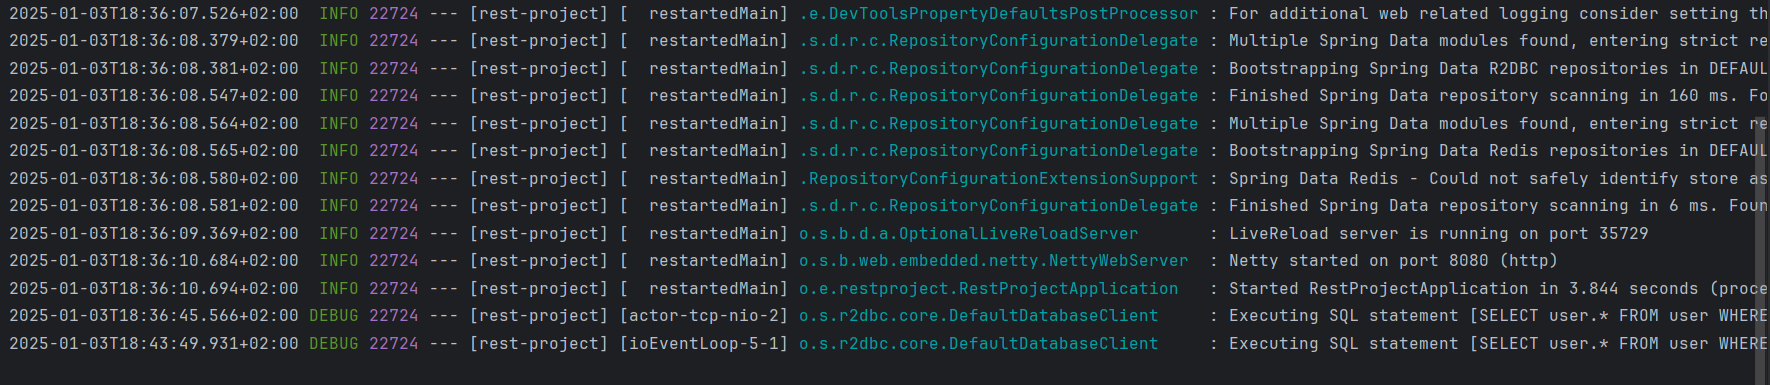 2025-01-03T18:36:07.526+02:00  INFO 22724 --- [rest-project] [  restartedMain] .e.DevToolsPropertyDefaultsPostProcessor : For additional web related logging consider setting th
2025-01-03T18:36:08.379+02:00  INFO 22724 --- [rest-project] [  restartedMain] .s.d.r.c.RepositoryConfigurationDelegate : Multiple Spring Data modules found, entering strict re
2025-01-03T18:36:08.381+02:00  INFO 22724 --- [rest-project] [  restartedMain] .s.d.r.c.RepositoryConfigurationDelegate : Bootstrapping Spring Data R2DBC repositories in DEFAUL
2025-01-03T18:36:08.547+02:00  INFO 22724 --- [rest-project] [  restartedMain] .s.d.r.c.RepositoryConfigurationDelegate : Finished Spring Data repository scanning in 160 ms. Fo
2025-01-03T18:36:08.564+02:00  INFO 22724 --- [rest-project] [  restartedMain] .s.d.r.c.RepositoryConfigurationDelegate : Multiple Spring Data modules found, entering strict re
2025-01-03T18:36:08.565+02:00  INFO 22724 --- [rest-project] [  restartedMain] .s.d.r.c.RepositoryConfigurationDelegate : Bootstrapping Spring Data Redis repositories in DEFAUL
2025-01-03T18:36:08.580+02:00  INFO 22724 --- [rest-project] [  restartedMain] .RepositoryConfigurationExtensionSupport : Spring Data Redis - Could not safely identify store as
2025-01-03T18:36:08.581+02:00  INFO 22724 --- [rest-project] [  restartedMain] .s.d.r.c.RepositoryConfigurationDelegate : Finished Spring Data repository scanning in 6 ms. Foun
2025-01-03T18:36:09.369+02:00  INFO 22724 --- [rest-project] [  restartedMain] o.s.b.d.a.OptionalLiveReloadServer       : LiveReload server is running on port 35729
2025-01-03T18:36:10.684+02:00  INFO 22724 --- [rest-project] [  restartedMain] o.s.b.web.embedded.netty.NettyWebServer  : Netty started on port 8080 (http)
2025-01-03T18:36:10.694+02:00  INFO 22724 --- [rest-project] [  restartedMain] o.e.restproject.RestProjectApplication   : Started RestProjectApplication in 3.844 seconds (proce
2025-01-03T18:36:45.566+02:00 DEBUG 22724 --- [rest-project] [actor-tcp-nio-2] o.s.r2dbc.core.DefaultDatabaseClient     : Executing SQL statement [SELECT user.* FROM user WHERE
2025-01-03T18:43:49.931+02:00 DEBUG 22724 --- [rest-project] [ioEventLoop-5-1] o.s.r2dbc.core.DefaultDatabaseClient     : Executing SQL statement [SELECT user.* FROM user WHERE